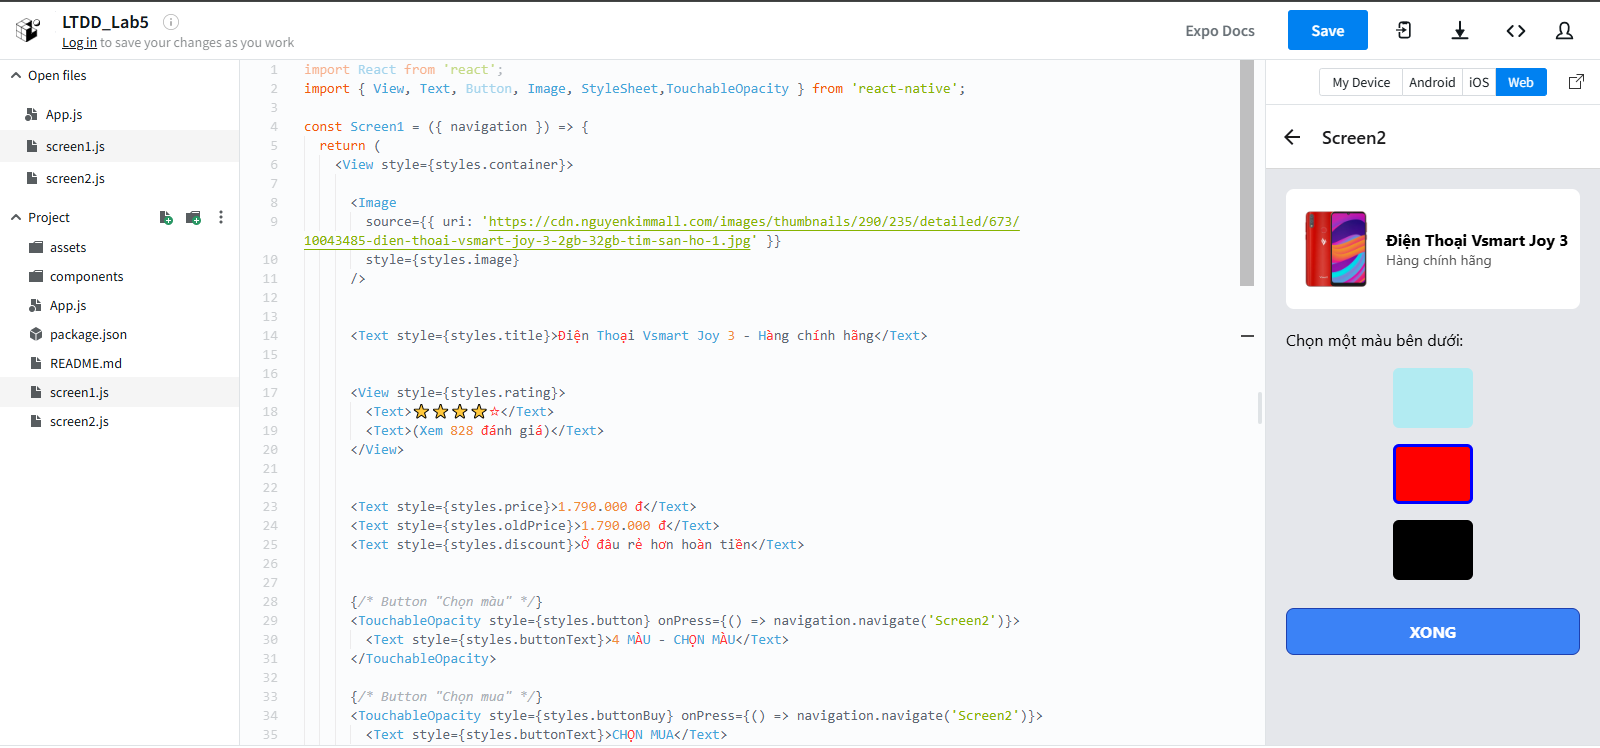 LTDD_Lab5
Log in to save your changes as you work
Expo Docs
Save
Open files
App.js
screen1.js
screen2.js
Project
assets
components
App.js
package.json
README.md
screen1.js
screen2.js
1 import React from 'react';
2 import { View, Text, Button, Image, StyleSheet,TouchableOpacity } from 'react-native';
3
4 const Screen1 = ({ navigation }) => {
5 return (
6 <View style={styles.container}>
7
8 <Image
9 source={{ uri: 'https://cdn.nguyenkimmall.com/images/thumbnails/290/235/detailed/673/
10043485-dien-thoai-vsmart-joy-3-2gb-32gb-tim-san-ho-1.jpg' }}
10 style={styles.image}
11 />
12
13
14 <Text style={styles.title}>Điện Thoại Vsmart Joy 3 - Hàng chính hãng</Text>
15
16
17 <View style={styles.rating}>
18 <Text>⭐⭐⭐⭐☆</Text>
19 <Text>(Xem 828 đánh giá)</Text>
20 </View>
21
22
23 <Text style={styles.price}>1.790.000 đ</Text>
24 <Text style={styles.oldPrice}>1.790.000 đ</Text>
25 <Text style={styles.discount}>Ở đâu rẻ hơn hoàn tiền</Text>
26
27
28 {/* Button "Chọn màu" */}
29 <TouchableOpacity style={styles.button} onPress={() => navigation.navigate('Screen2')}>
30 <Text style={styles.buttonText}>4 MÀU - CHỌN MÀU</Text>
31 </TouchableOpacity>
32
33 {/* Button "Chọn mua" */}
34 <TouchableOpacity style={styles.buttonBuy} onPress={() => navigation.navigate('Screen2')}>
35 <Text style={styles.buttonText}>CHỌN MUA</Text>
My Device
Android
iOS
Web
Screen2
Điện Thoại Vsmart Joy 3
Hàng chính hãng
Chọn một màu bên dưới:
XONG